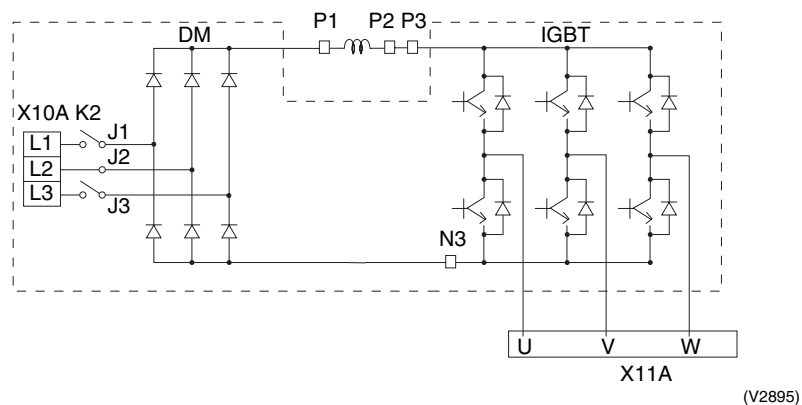 P1 P2 P3
DM IGBT
X10A K2
L1 J1
L2 J2
L3 J3
N3
U V W
X11A
(V2895)